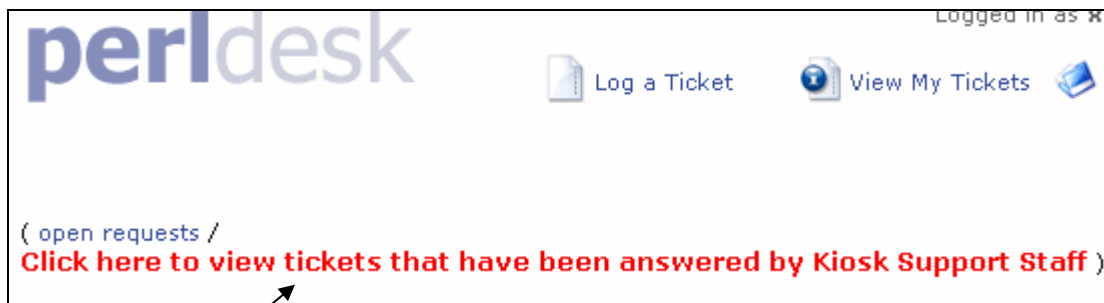 Logged in as
perldesk
Log a Ticket
View My Tickets
( open requests /
Click here to view tickets that have been answered by Kiosk Support Staff )